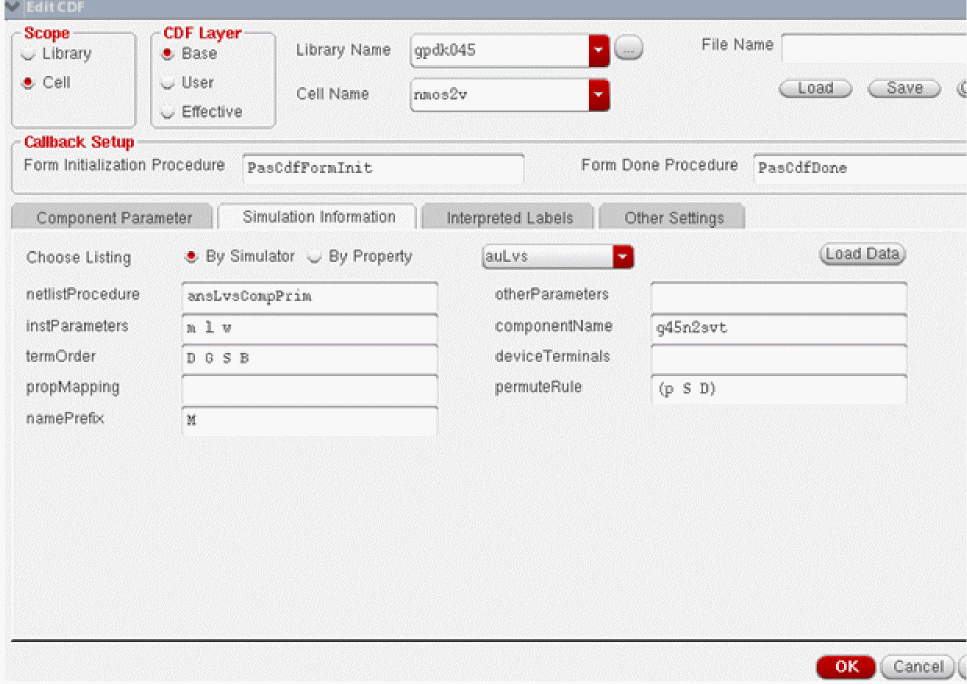 Edit CDF
Scope CDF Layer
Library Base Library Name gpdk045 ... File Name
Cell User Cell Name nmos2v Load Save
Effective
Callback Setup
Form Initialization Procedure PasCdfFormInit Form Done Procedure PasCdfDone
Component Parameter Simulation Information Interpreted Labels Other Settings
Choose Listing By Simulator By Property auLvs Load Data
netlistProcedure ansLvsCompPrim otherParameters
instParameters m l w componentName g45n2svt
termOrder D G S B deviceTerminals
propMapping permuteRule (p S D)
namePrefix M
OK Cancel